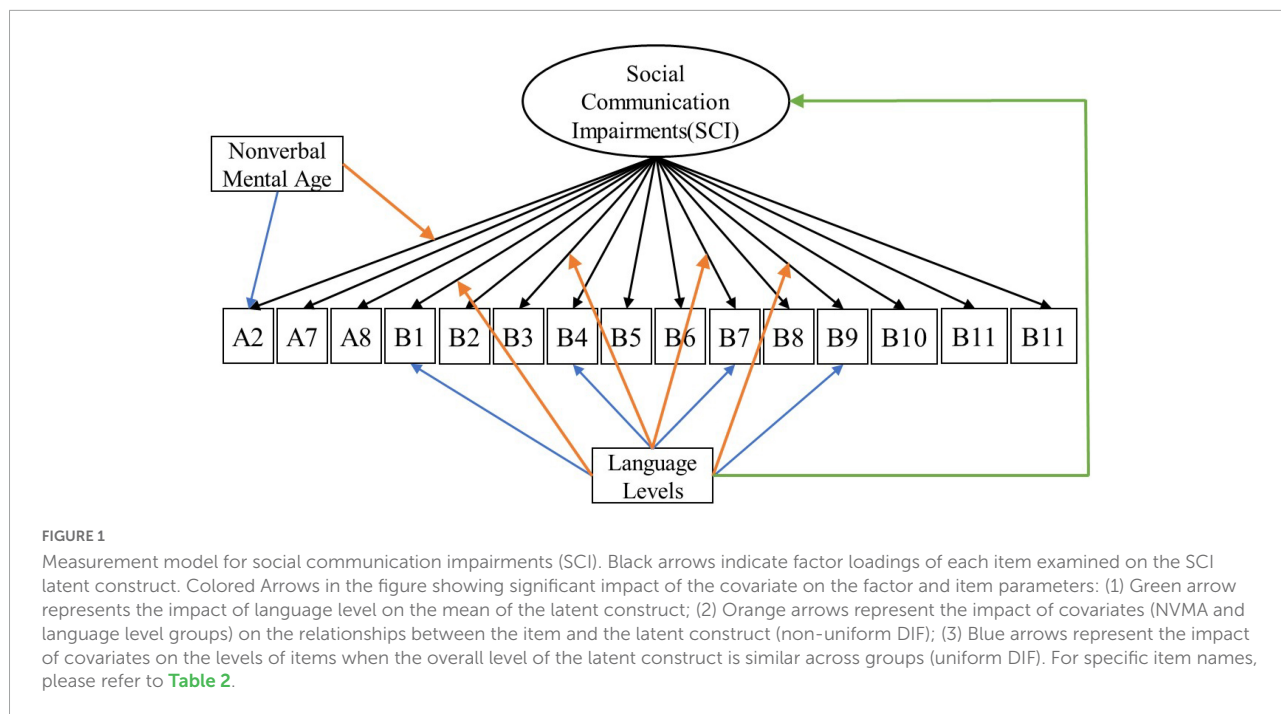 Social
Communication
Impairments(SCI)
Nonverbal
Mental Age
A2 A7 A8 B1 B2 B3 B4 B5 B6 B7 B8 B9 B10 B11 B11
Language
Levels
FIGURE 1
Measurement model for social communication impairments (SCI). Black arrows indicate factor loadings of each item examined on the SCI
latent construct. Colored Arrows in the figure showing significant impact of the covariate on the factor and item parameters: (1) Green arrow
represents the impact of language level on the mean of the latent construct; (2) Orange arrows represent the impact of covariates (NVMA and
language level groups) on the relationships between the item and the latent construct (non-uniform DIF); (3) Blue arrows represent the impact
of covariates on the levels of items when the overall level of the latent construct is similar across groups (uniform DIF). For specific item names,
please refer to Table 2.